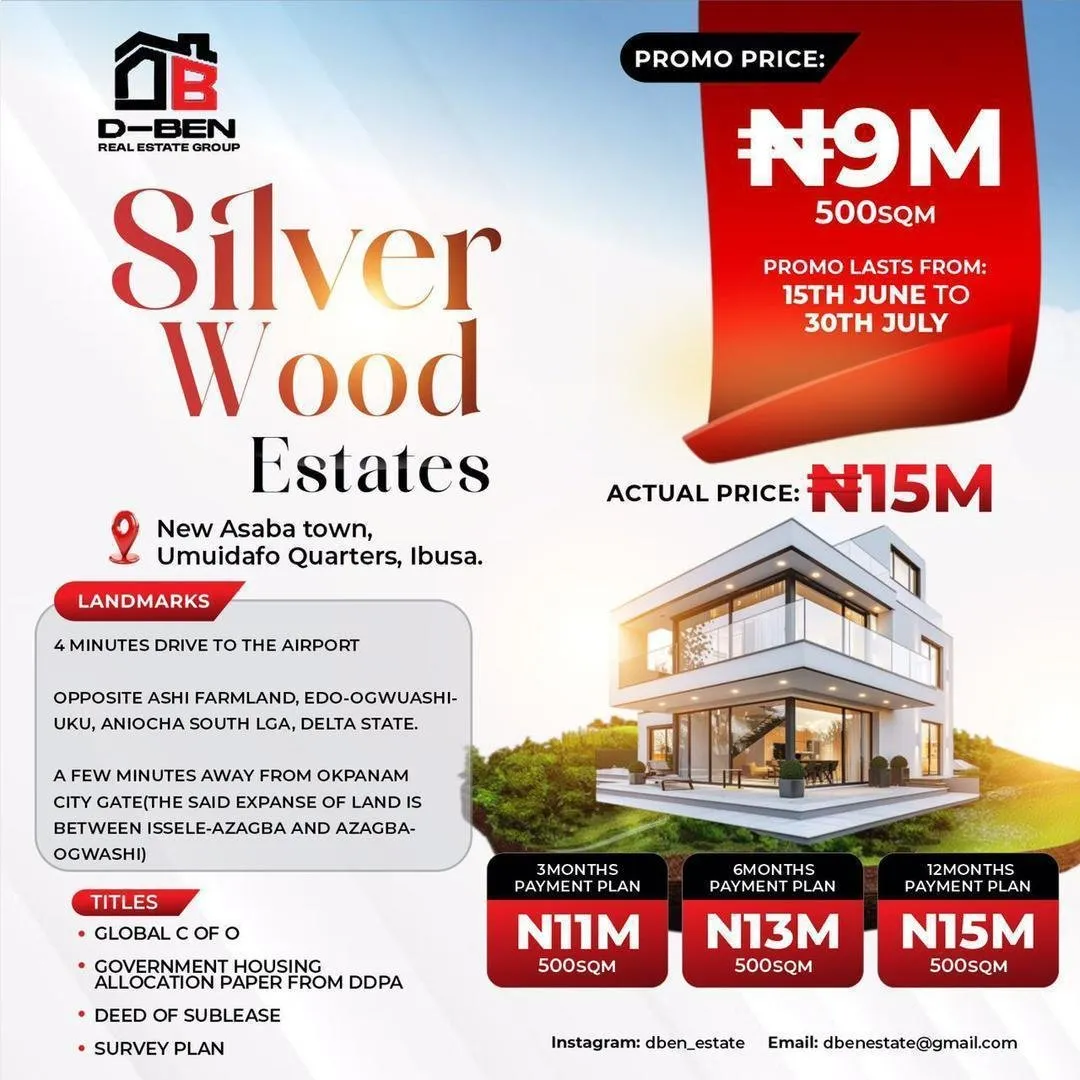 D-BEN
REAL ESTATE GROUP
PROMO PRICE:
₦9M
500SQM
PROMO LASTS FROM:
15TH JUNE TO
30TH JULY
Silver
Wood
Estates
New Asaba town,
Umuidafo Quarters, Ibusa.
ACTUAL PRICE: ₦15M
LANDMARKS
4 MINUTES DRIVE TO THE AIRPORT
OPPOSITE ASHI FARMLAND, EDO-OGWUASHI-
UKU, ANIOCHA SOUTH LGA, DELTA STATE.
A FEW MINUTES AWAY FROM OKPANAM
CITY GATE(THE SAID EXPANSE OF LAND IS
BETWEEN ISSELE-AZAGBA AND AZAGBA-
OGWASHI)
TITLES
• GLOBAL C OF O
• GOVERNMENT HOUSING
ALLOCATION PAPER FROM DDPA
• DEED OF SUBLEASE
• SURVEY PLAN
3MONTHS
PAYMENT PLAN
N11M
500SQM
6MONTHS
PAYMENT PLAN
N13M
500SQM
12MONTHS
PAYMENT PLAN
N15M
500SQM
Instagram: dben_estate Email: dbenestate@gmail.com